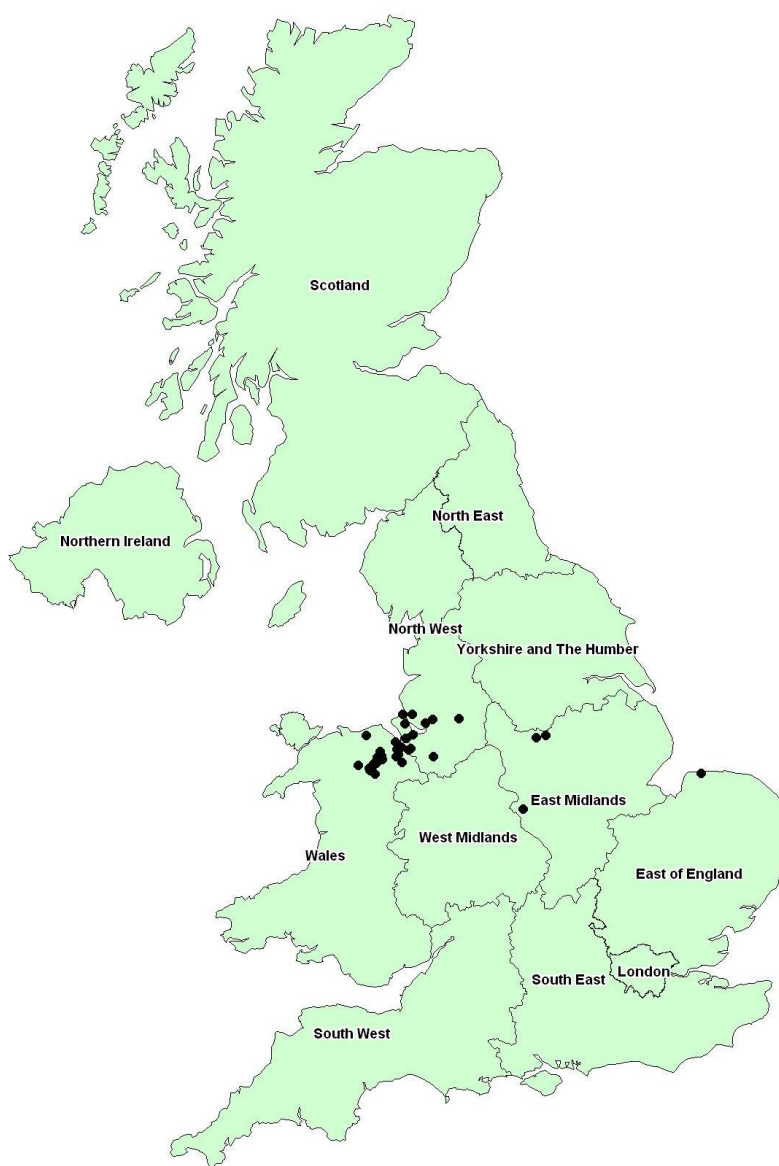 Scotland
North East
Northern Ireland
North West
Yorkshire and The Humber
East Midlands
West Midlands
Wales
East of England
London
South East
South West